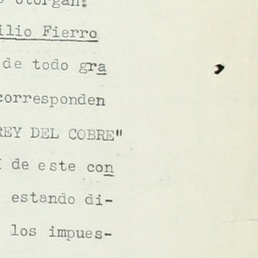 otorgan:
ilio Fierro
de todo gra
corresponden
REY DEL COBRE"
de este con
estando di-
los impues-